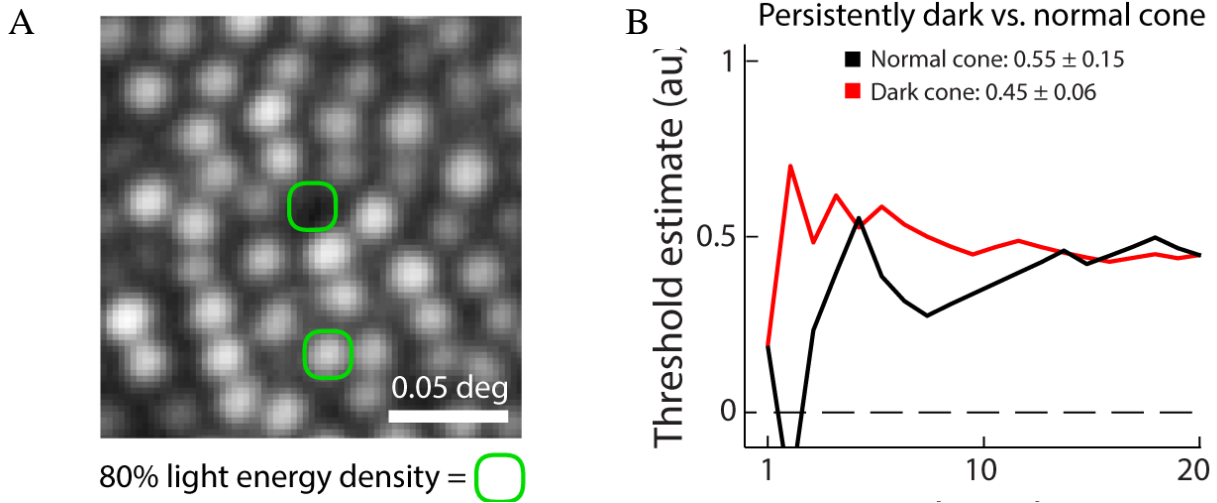 A
0.05 deg
80% light energy density =
B
Persistently dark vs. normal cone
Normal cone: 0.55 ± 0.15
Dark cone: 0.45 ± 0.06
Threshold estimate (au)
1
0.5
0
1
10
20